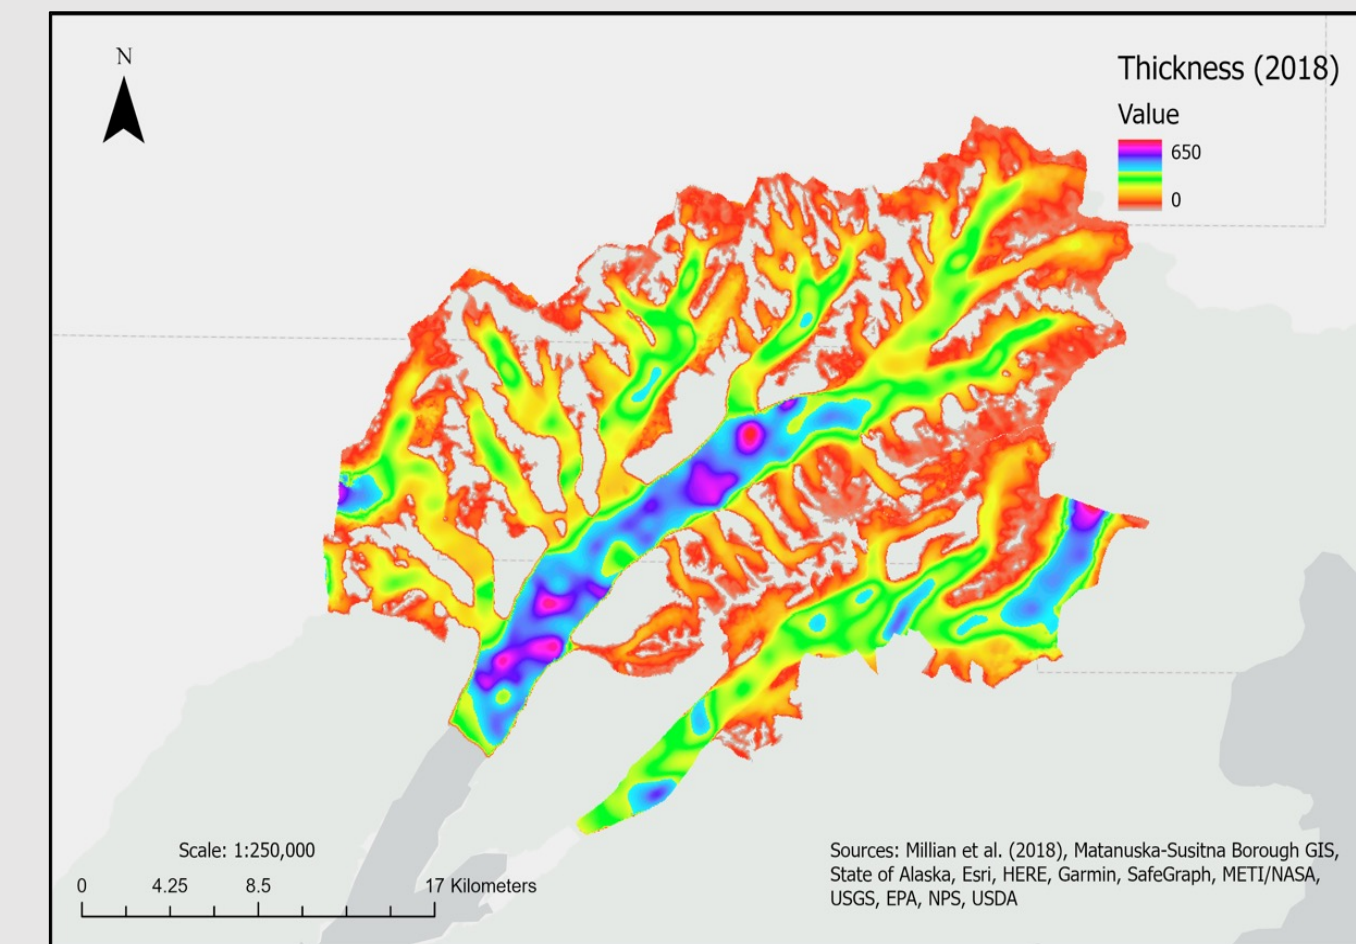 N
Thickness (2018)
Value
650
0
Scale: 1:250,000
0 4.25 8.5 17 Kilometers
Sources: Millian et al. (2018), Matanuska-Susitna Borough GIS,
State of Alaska, Esri, HERE, Garmin, SafeGraph, METI/NASA,
USGS, EPA, NPS, USDA